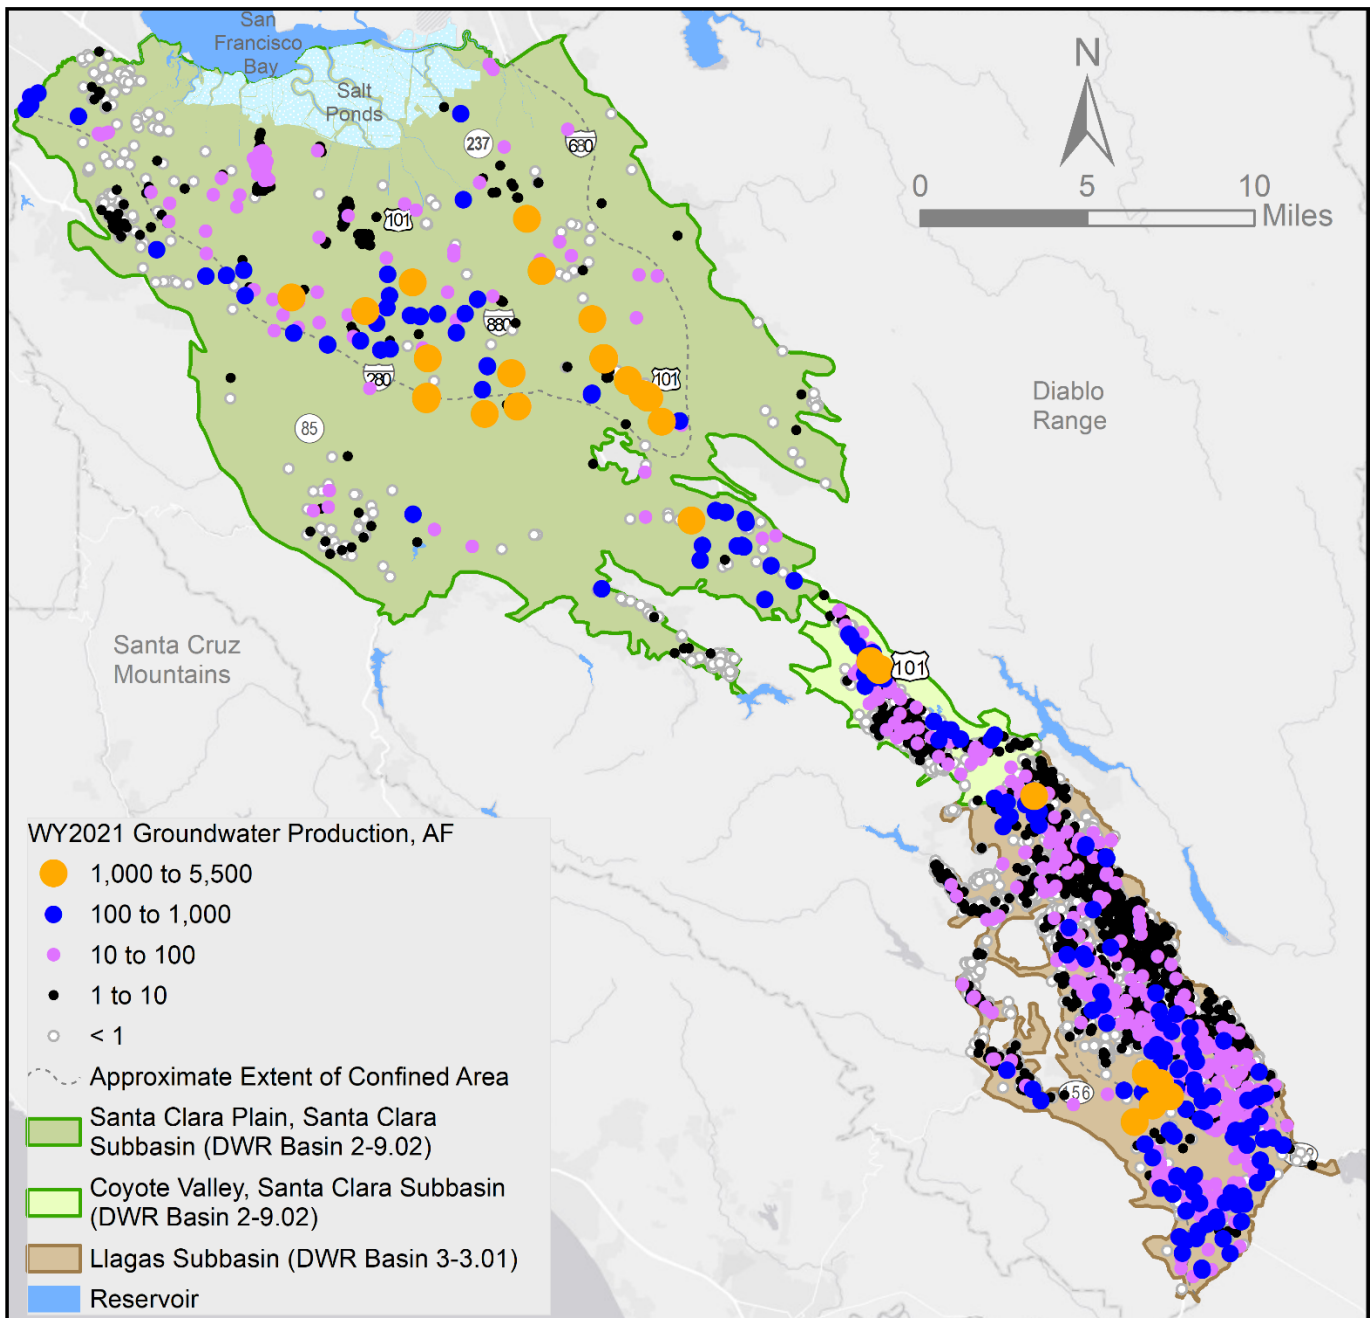 San
Francisco
Bay
Salt
Ponds
N
237
680
0 5 10
Miles
101
880
280
101
85
Diablo
Range
Santa Cruz
Mountains
101
WY2021 Groundwater Production, AF
1,000 to 5,500
100 to 1,000
10 to 100
1 to 10
< 1
Approximate Extent of Confined Area
Santa Clara Plain, Santa Clara
Subbasin (DWR Basin 2-9.02)
Coyote Valley, Santa Clara Subbasin
(DWR Basin 2-9.02)
Llagas Subbasin (DWR Basin 3-3.01)
Reservoir
156